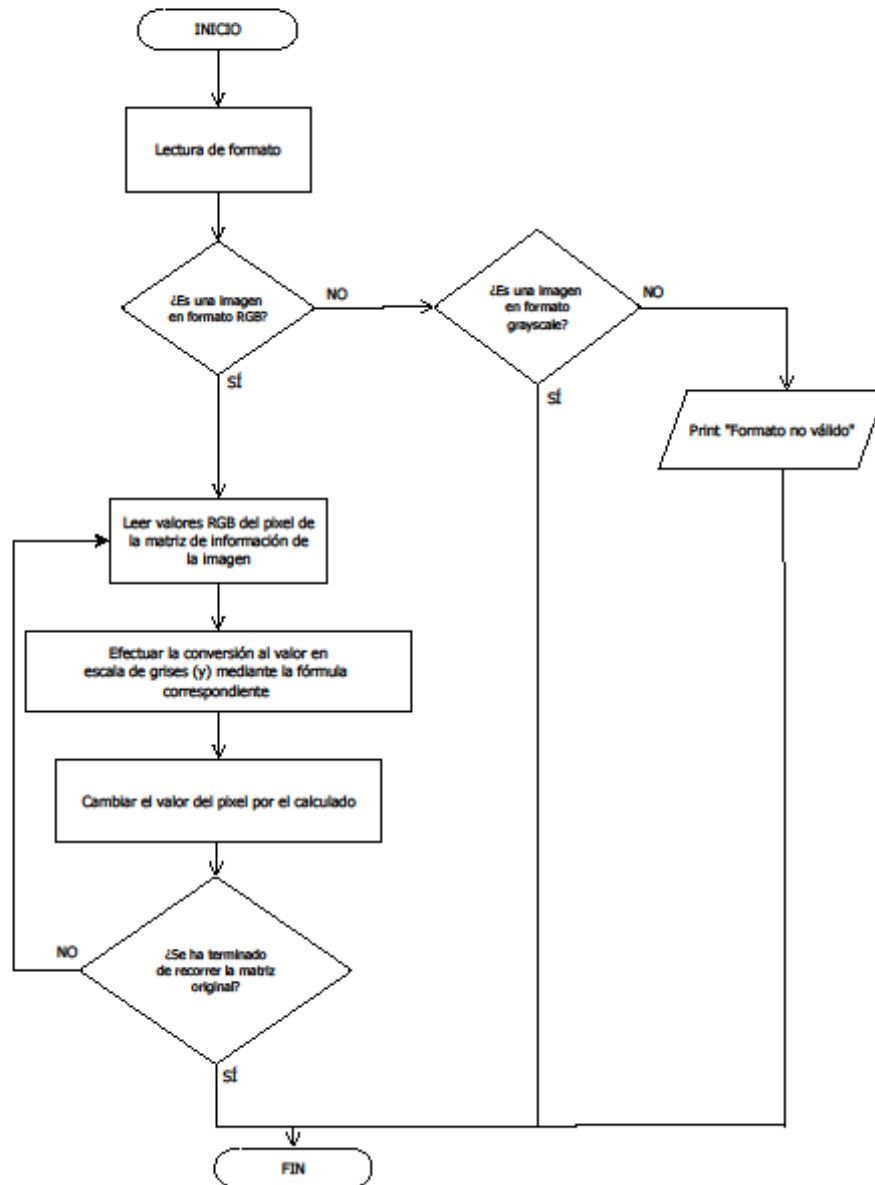 INICIO
Lectura de formato
¿Es una imagen
en formato RGB?
NO
¿Es una imagen
en formato
grayscale?
NO
SÍ
SÍ
Print "Formato no válido"
Leer valores RGB del pixel de
la matriz de información de
la imagen
Efectuar la conversión al valor en
escala de grises (y) mediante la fórmula
correspondiente
Cambiar el valor del pixel por el calculado
NO
¿Se ha terminado
de recorrer la matriz
original?
SÍ
FIN